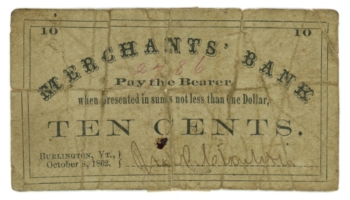 10 10
MERCHANTS' BANK
Pay the Bearer
when presented in sums not less than One Dollar,
TEN CENTS.
BURLINGTON, VT.,
October 8, 1862.